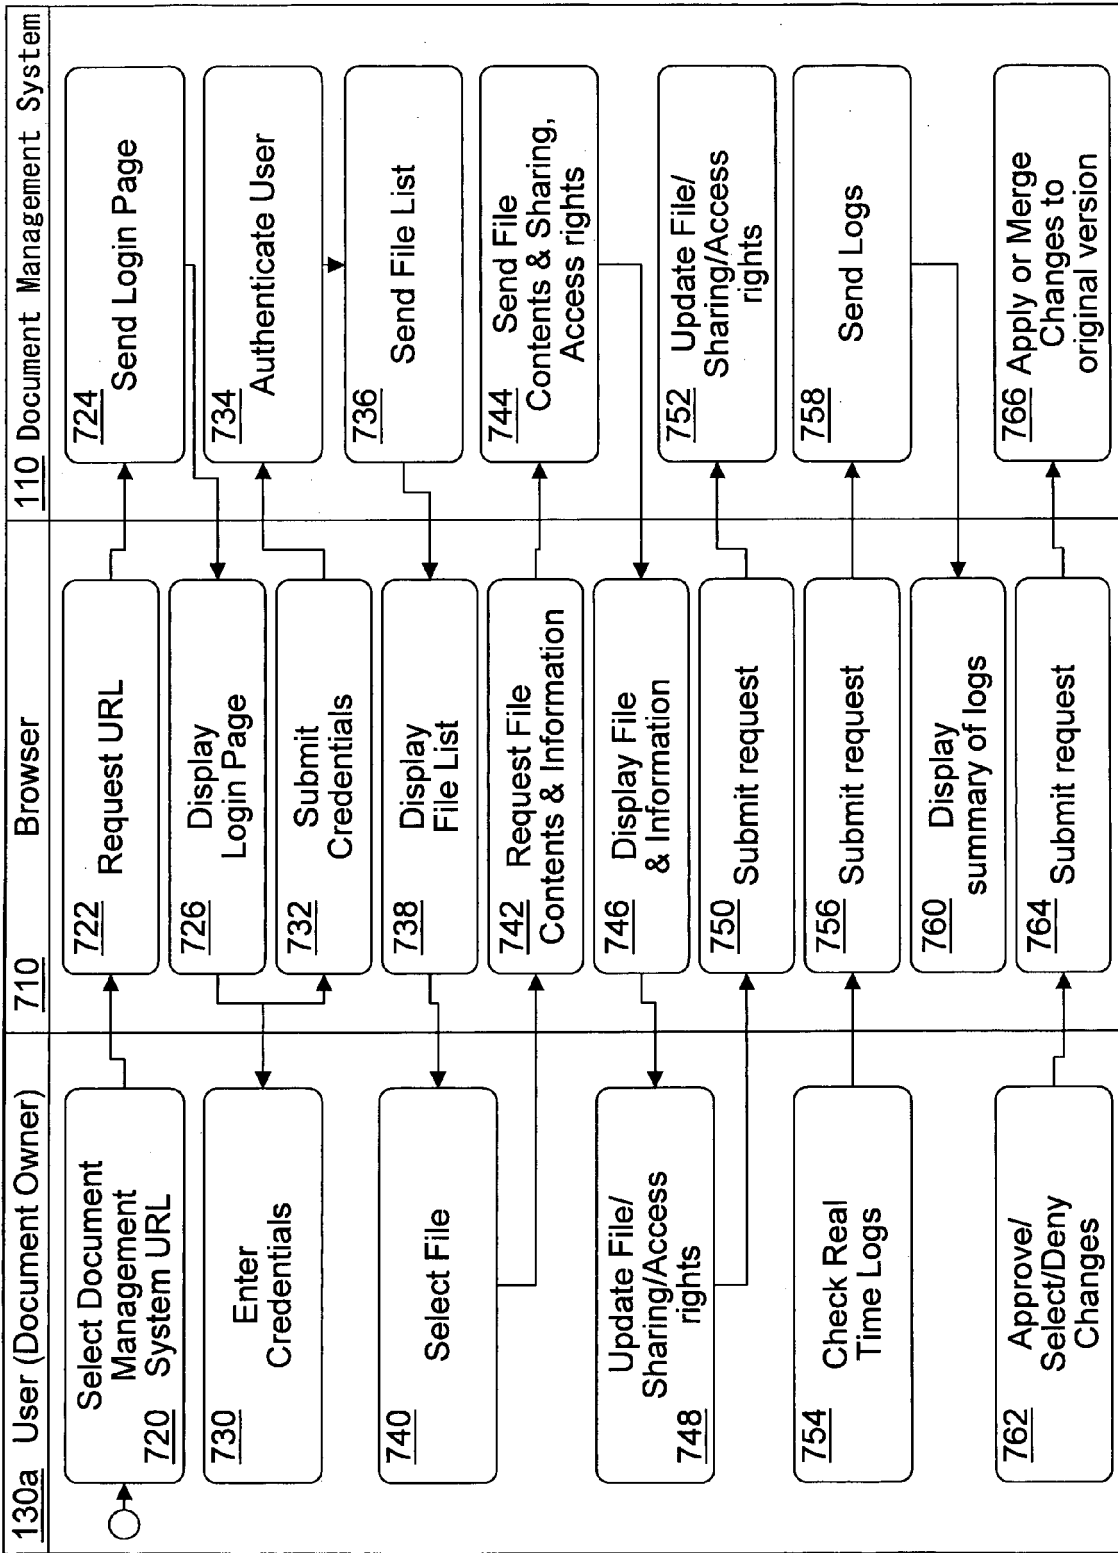 130a User (Document Owner)
710 Browser
110 Document Management System
720
Select Document
Management
System URL
722
Request URL
724
Send Login Page
726
Display
Login Page
730
Enter
Credentials
732
Submit
Credentials
734
Authenticate User
736
Send File List
738
Display
File List
740
Select File
742
Request File
Contents & Information
744
Send File
Contents & Sharing,
Access rights
746
Display File
& Information
748
Update File/
Sharing/Access
rights
750
Submit request
752
Update File/
Sharing/Access
rights
754
Check Real
Time Logs
756
Submit request
758
Send Logs
760
Display
summary of logs
762
Approve/
Select/Deny
Changes
764
Submit request
766 Apply or Merge
Changes to
original version